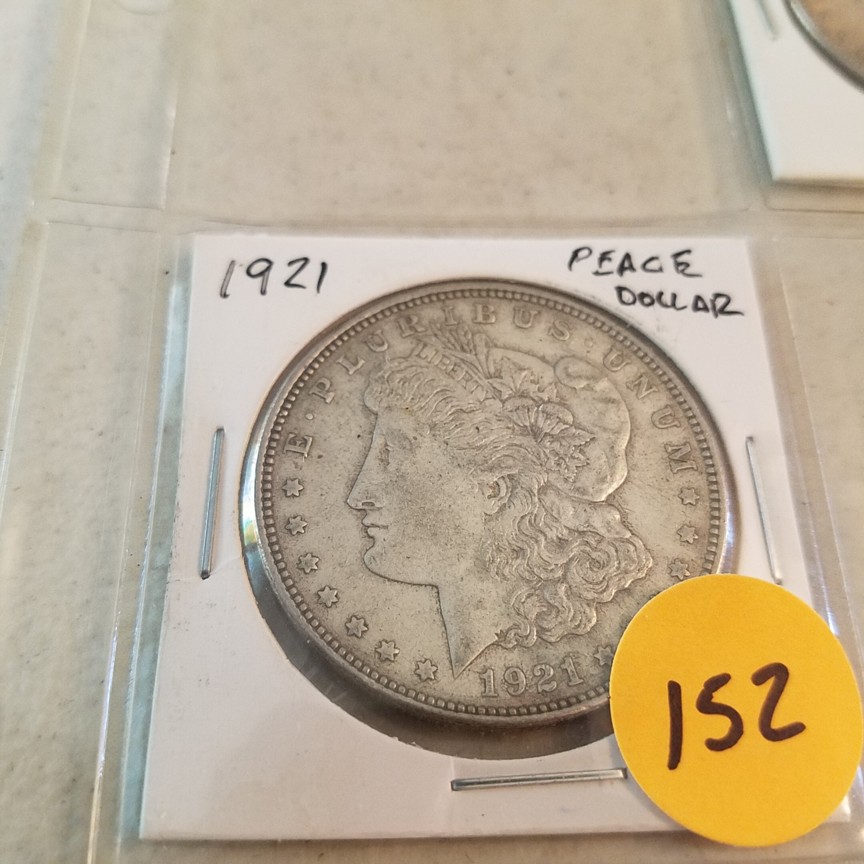 1921
PEACE
DOLLAR
E · PLURIBUS · UNUM
LIBERTY
1921
152